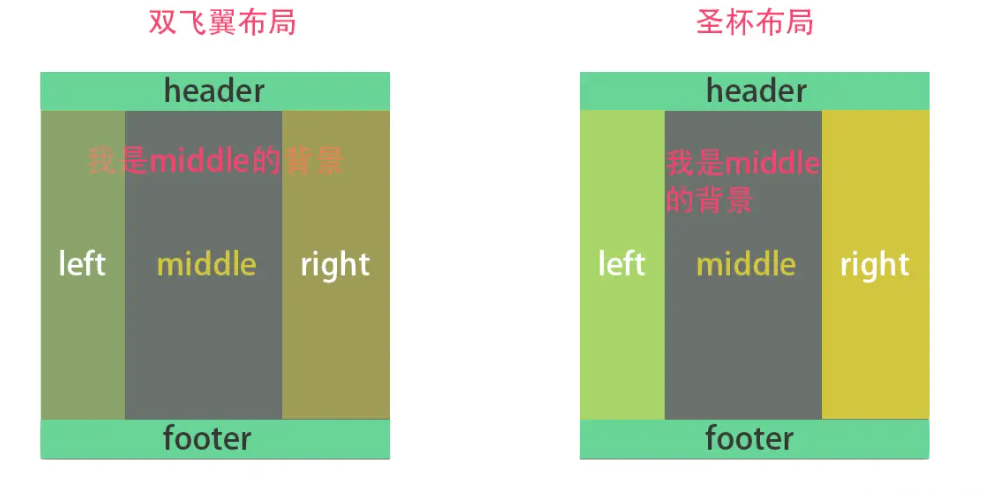 双飞翼布局
header
我是middle的背景
left
middle
right
footer
圣杯布局
header
我是middle
的背景
left
middle
right
footer